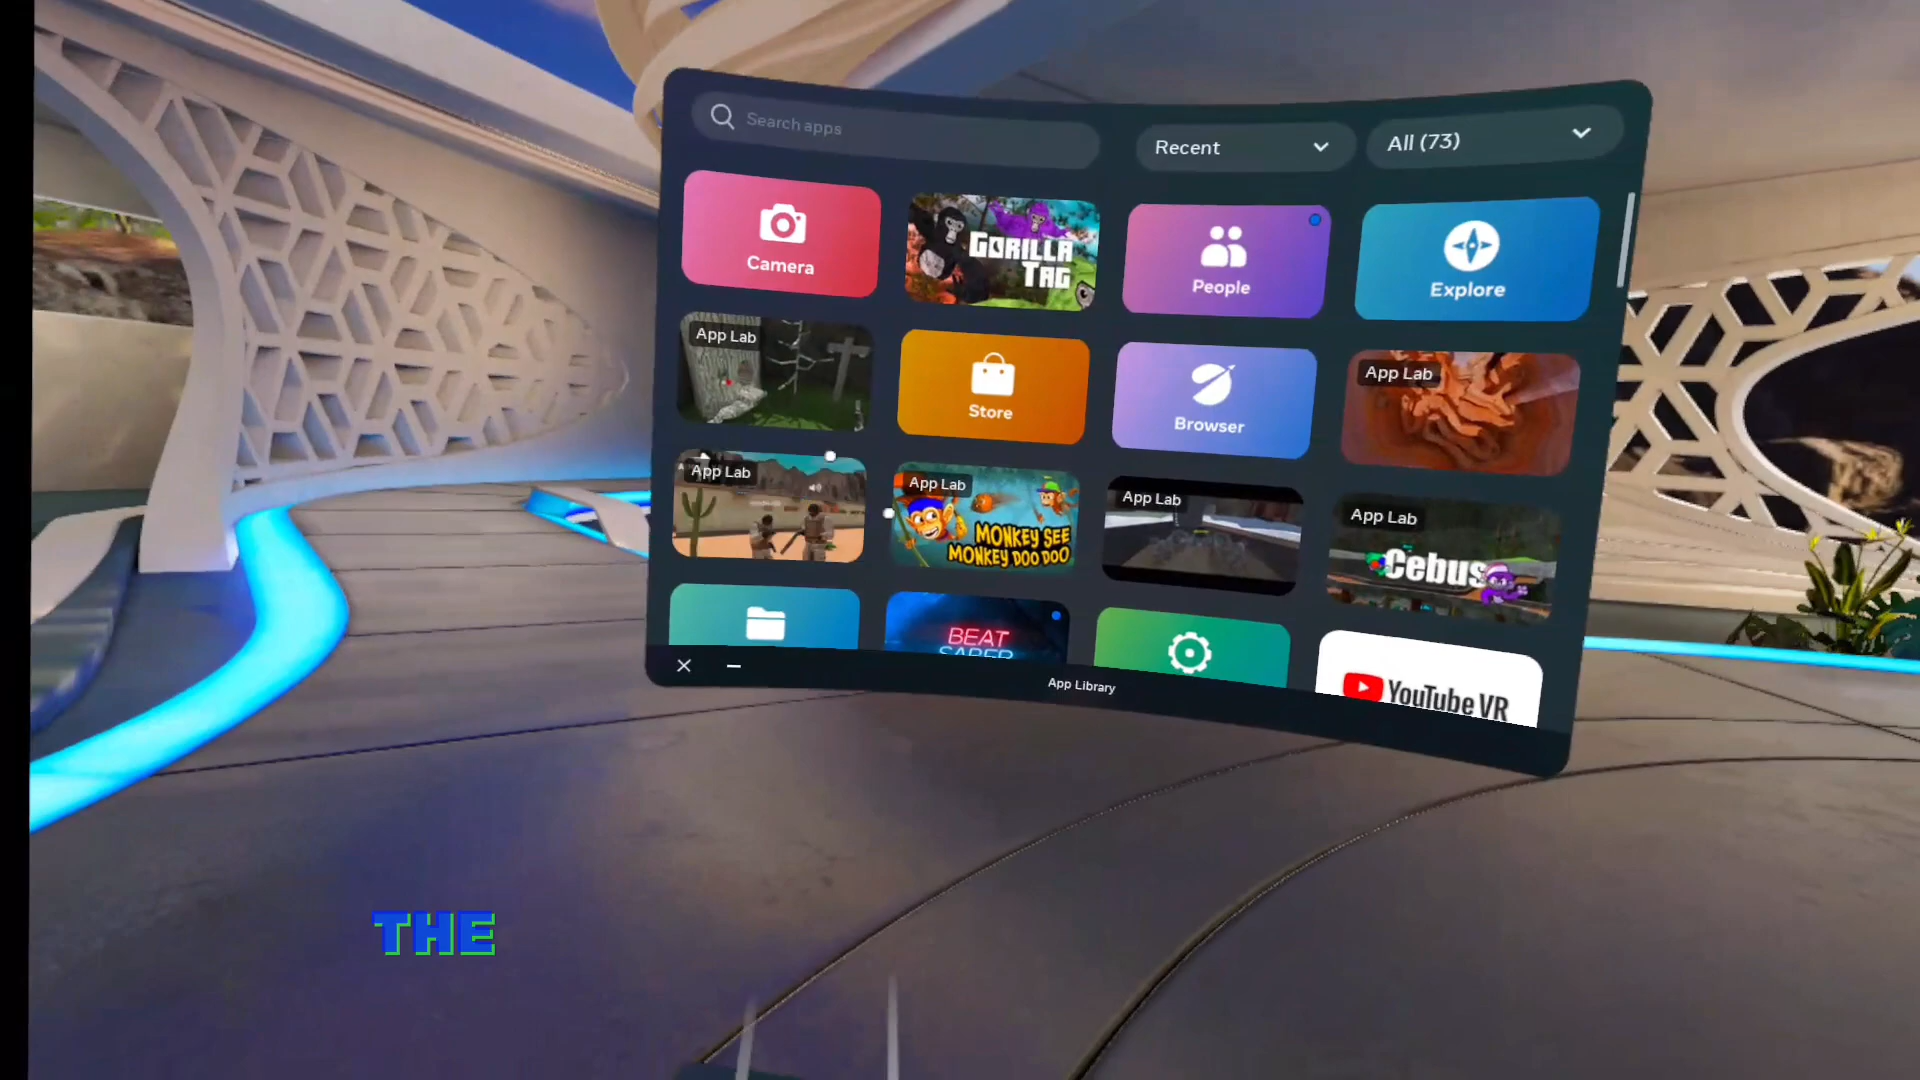 Search apps
Recent
All (73)
Camera
GORILLA
TAG
People
Explore
App Lab
Store
Browser
App Lab
App Lab
App Lab
MONKEY SEE
MONKEY DOO DOO
App Lab
App Lab
Cebus
BEAT
SABER
YouTube VR
App Library
THE